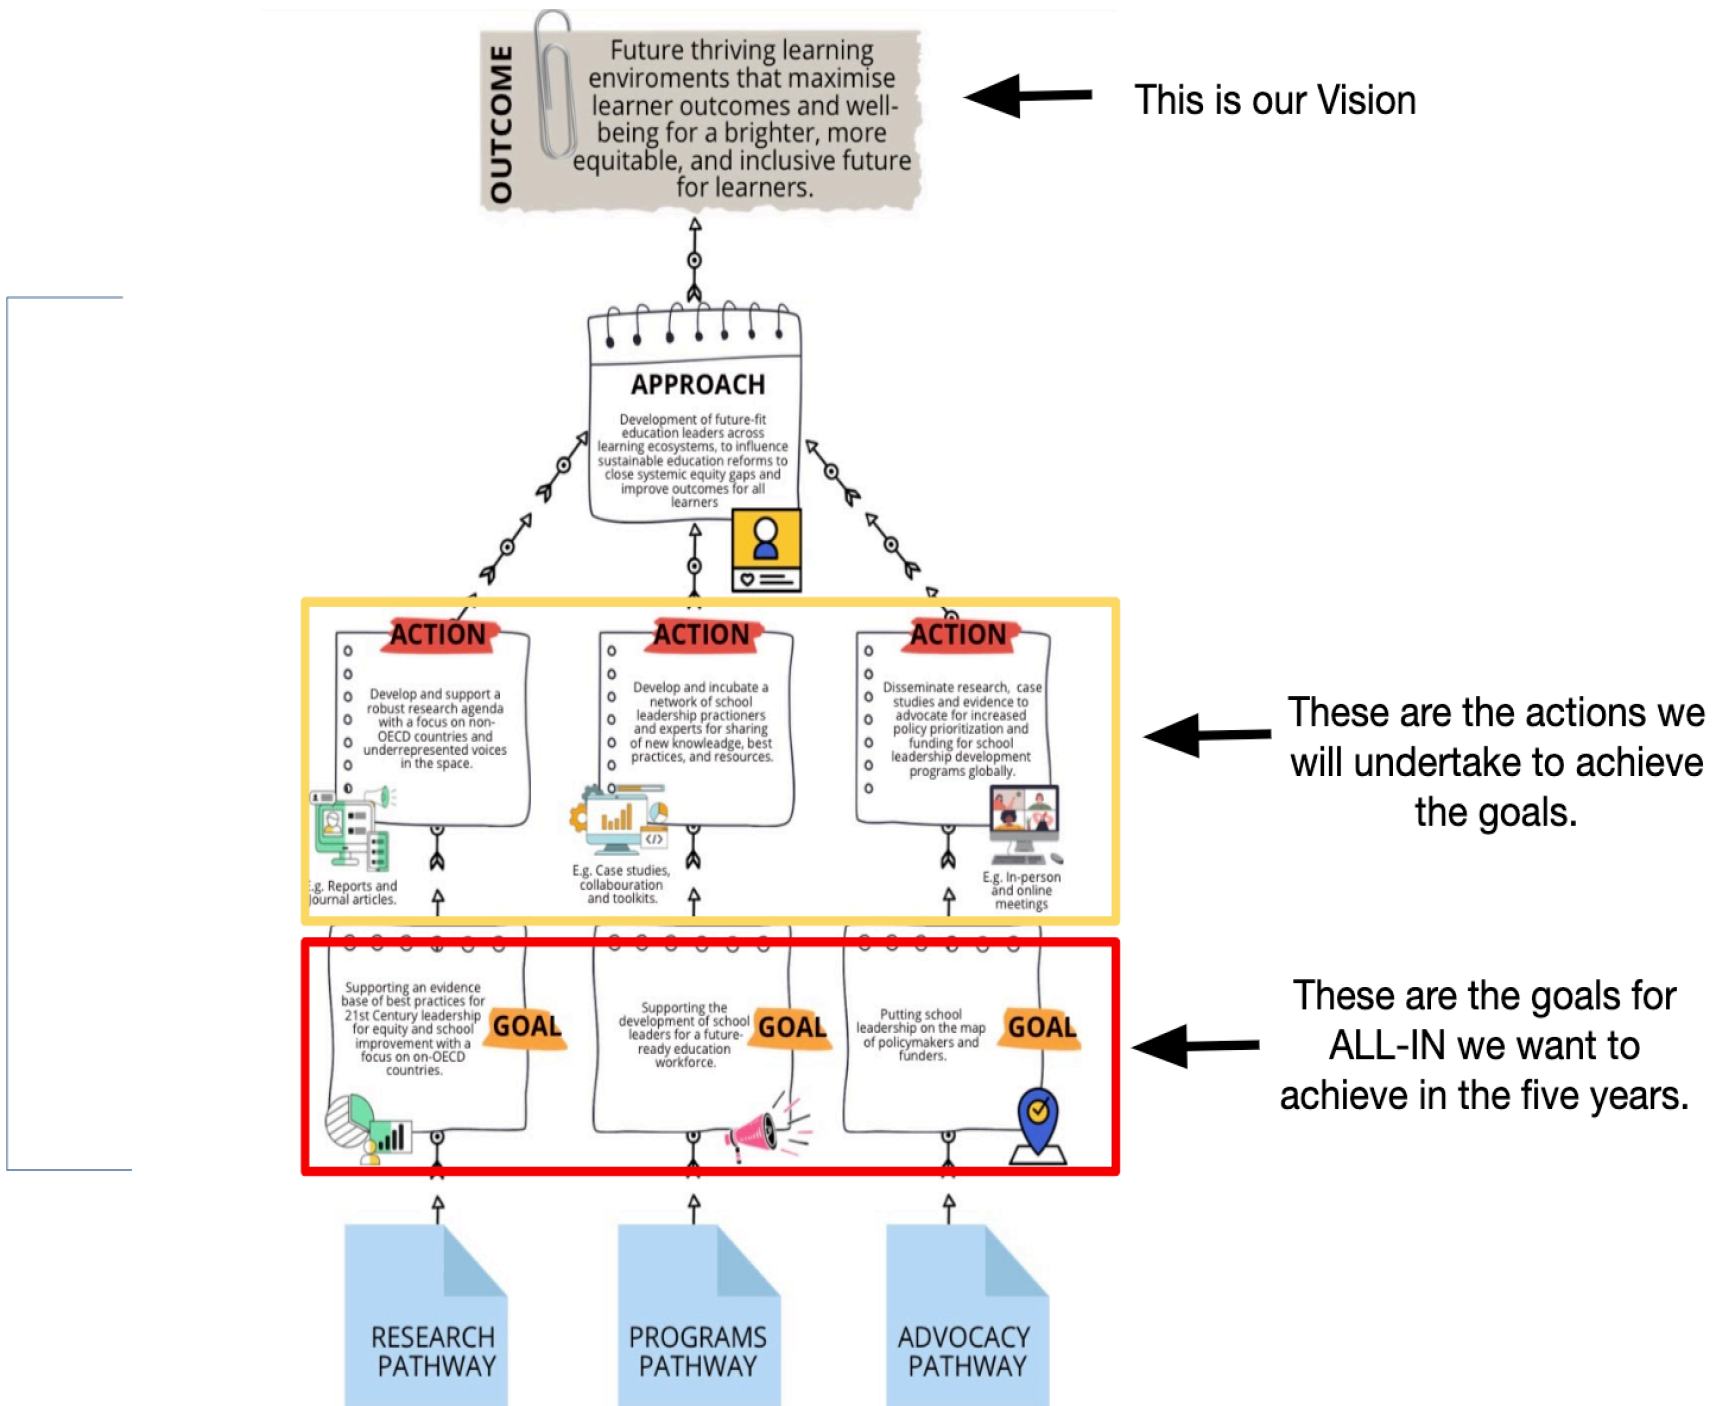 OUTCOME
Future thriving learning
enviroments that maximise
learner outcomes and well-
being for a brighter, more
equitable, and inclusive future
for learners.
This is our Vision
APPROACH
Development of future-fit
education leaders across
learning ecosystems, to influence
sustainable education reforms to
close systemic equity gaps and
improve outcomes for all
learners
ACTION
Develop and support a
robust research agenda
with a focus on non-
OECD countries and
underrepresented voices
in the space.
E.g. Reports and
journal articles.
ACTION
Develop and incubate a
network of school
leadership practioners
and experts for sharing
of new knowleadge, best
practices, and resources.
</>
E.g. Case studies,
collabouration
and toolkits.
ACTION
Disseminate research, case
studies and evidence to
advocate for increased
policy prioritization and
funding for school
leadership development
programs globally.
E.g. In-person
and online
meetings
These are the actions we
will undertake to achieve
the goals.
Supporting an evidence
base of best practices for
21st Century leadership
for equity and school
improvement with a
focus on on-OECD
countries.
GOAL
Supporting the
development of school
leaders for a future-
ready education
workforce.
GOAL
Putting school
leadership on the map
of policymakers and
funders.
GOAL
These are the goals for
ALL-IN we want to
achieve in the five years.
RESEARCH
PATHWAY
PROGRAMS
PATHWAY
ADVOCACY
PATHWAY